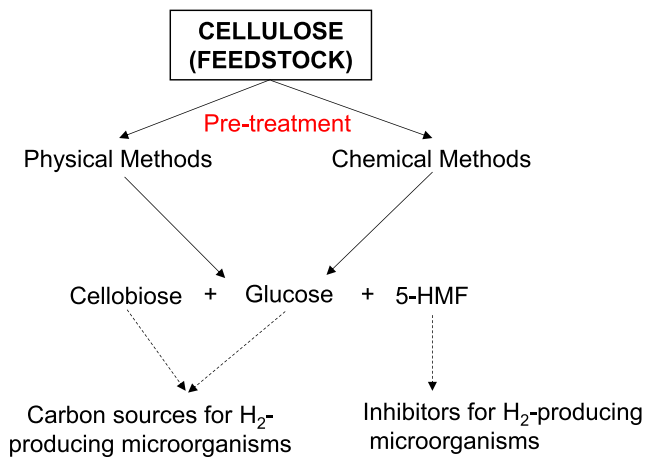 CELLULOSE
(FEEDSTOCK)
Pre-treatment
Physical Methods
Chemical Methods
Cellobiose + Glucose + 5-HMF
Carbon sources for H₂-
producing microorganisms
Inhibitors for H₂-producing
microorganisms